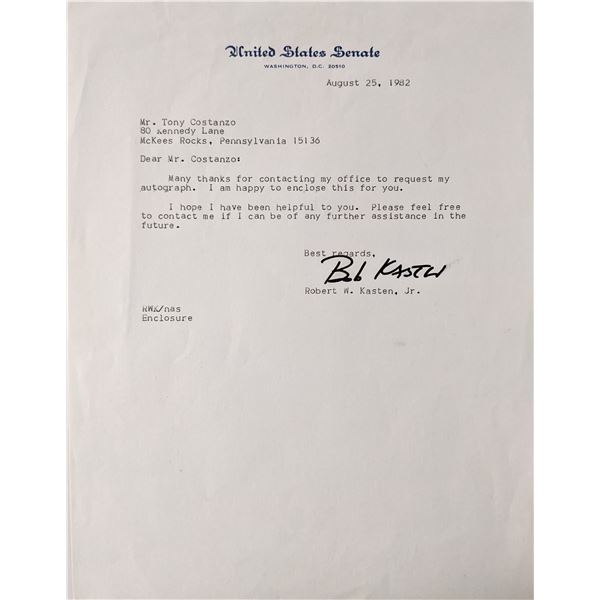 United States Senate
WASHINGTON, D.C. 20510
August 25, 1982
Mr. Tony Costanzo
80 Kennedy Lane
McKees Rocks, Pennsylvania 15136
Dear Mr. Costanzo:
Many thanks for contacting my office to request my
autograph. I am happy to enclose this for you.
I hope I have been helpful to you. Please feel free
to contact me if I can be of any further assistance in the
future.
Best regards,
Bob Kasten
Robert W. Kasten, Jr.
RWK/nas
Enclosure